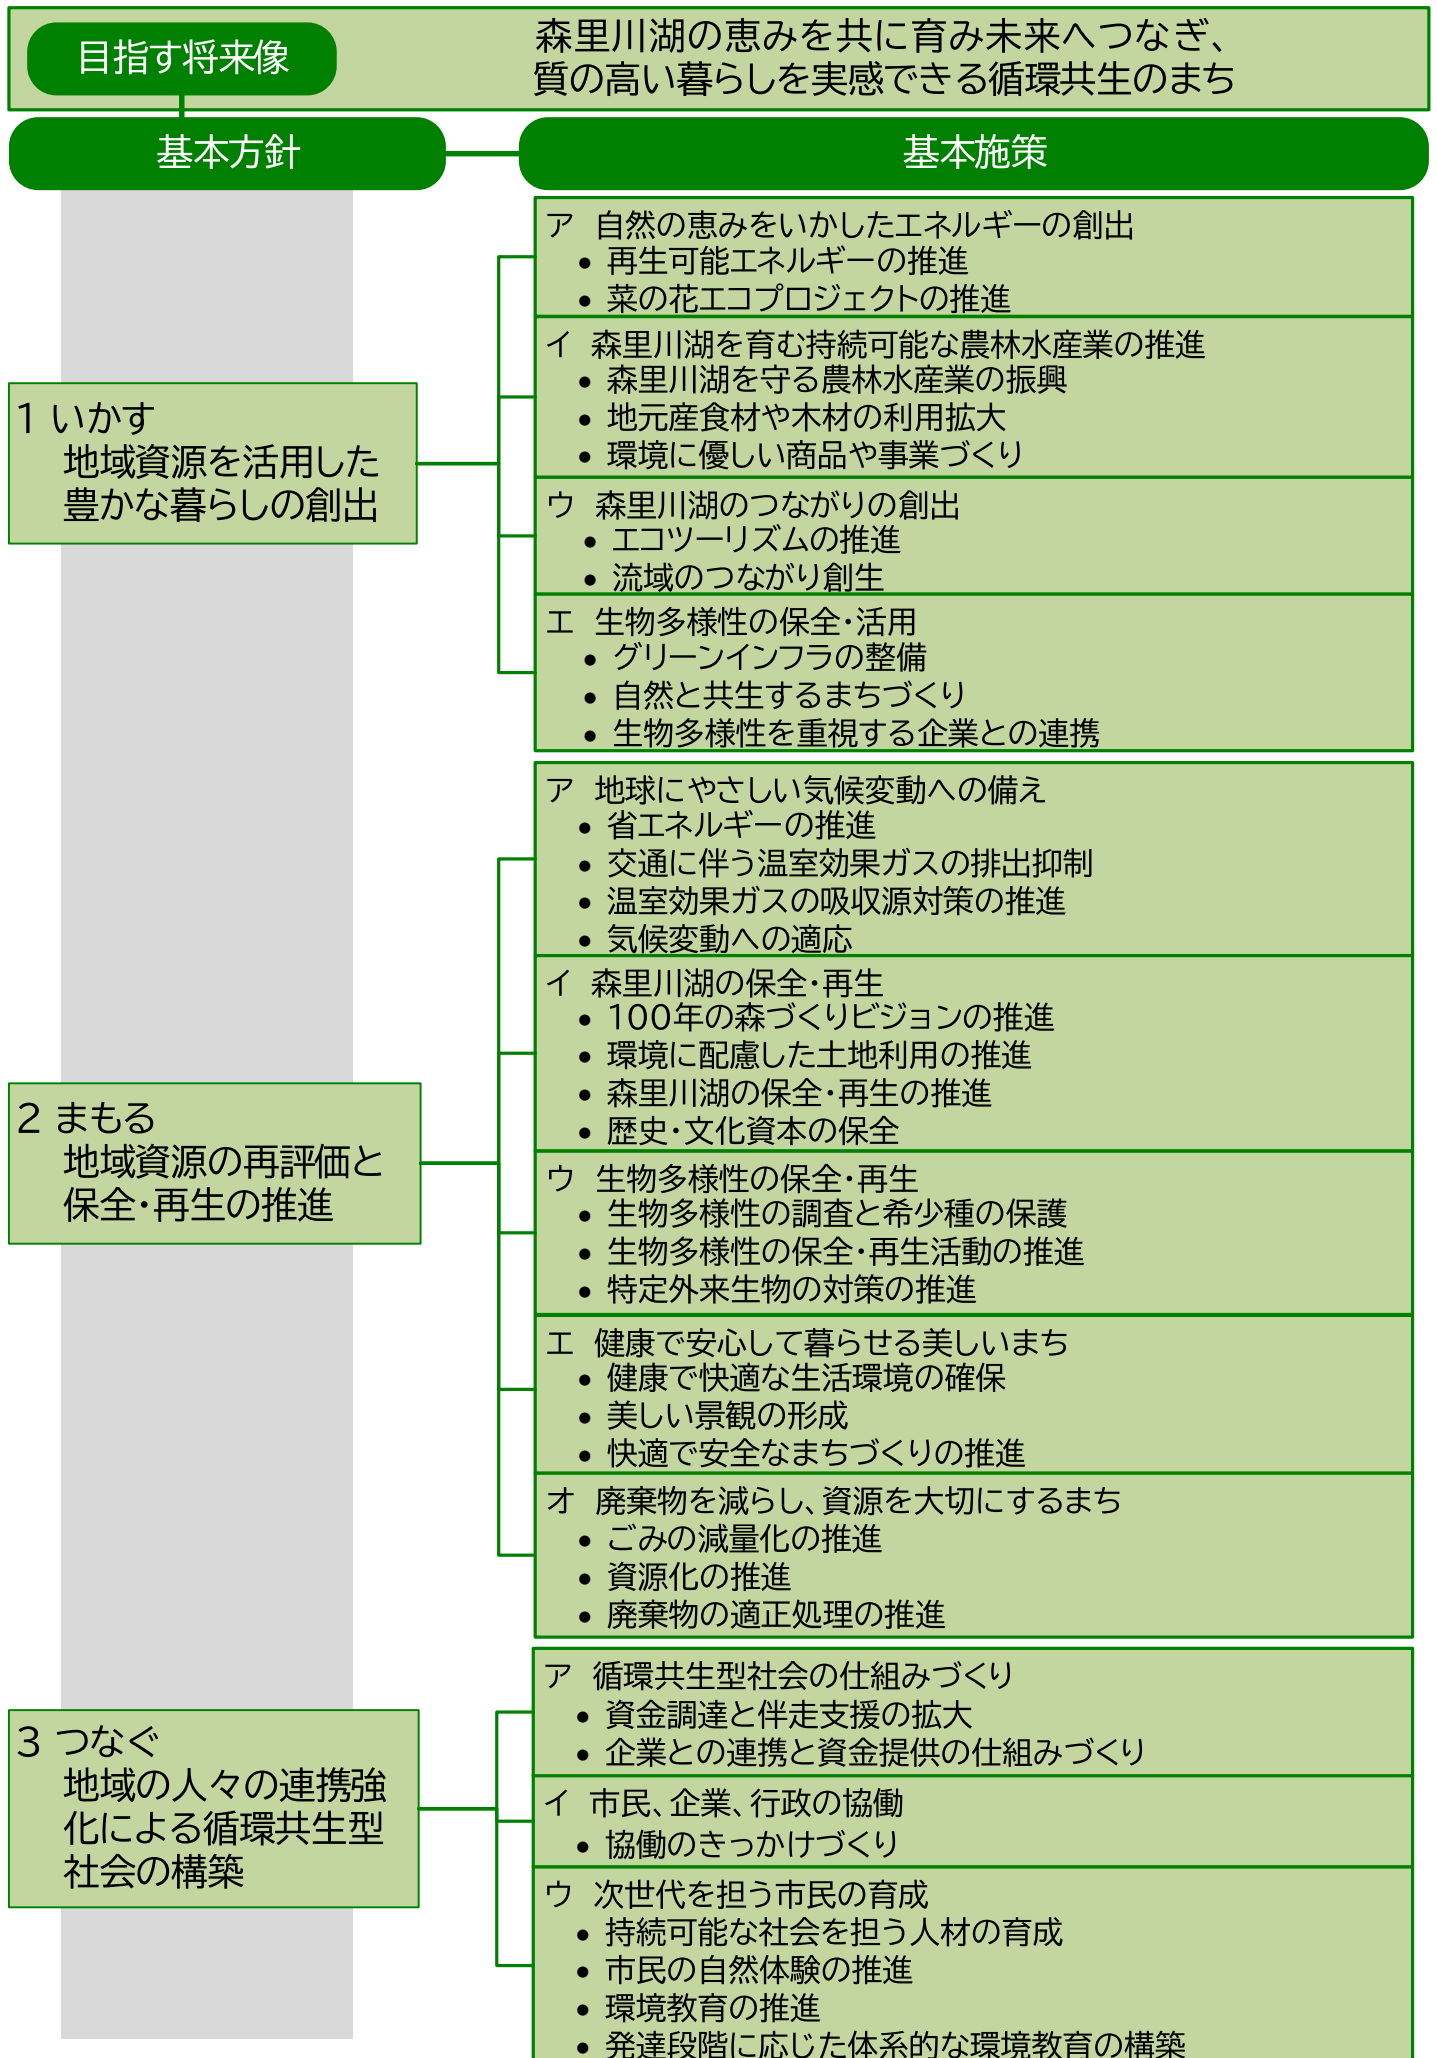 目指す将来像
森里川湖の恵みを共に育み未来へつなぎ、
質の高い暮らしを実感できる循環共生のまち
基本方針
基本施策
1 いかす
地域資源を活用した
豊かな暮らしの創出
ア 自然の恵みをいかしたエネルギーの創出
• 再生可能エネルギーの推進
• 菜の花エコプロジェクトの推進
イ 森里川湖を育む持続可能な農林水産業の推進
• 森里川湖を守る農林水産業の振興
• 地元産食材や木材の利用拡大
• 環境に優しい商品や事業づくり
ウ 森里川湖のつながりの創出
• エコツーリズムの推進
• 流域のつながり創生
エ 生物多様性の保全・活用
• グリーンインフラの整備
• 自然と共生するまちづくり
• 生物多様性を重視する企業との連携
2 まもる
地域資源の再評価と
保全・再生の推進
ア 地球にやさしい気候変動への備え
• 省エネルギーの推進
• 交通に伴う温室効果ガスの排出抑制
• 温室効果ガスの吸収源対策の推進
• 気候変動への適応
イ 森里川湖の保全・再生
• 100年の森づくりビジョンの推進
• 環境に配慮した土地利用の推進
• 森里川湖の保全・再生の推進
• 歴史・文化資本の保全
ウ 生物多様性の保全・再生
• 生物多様性の調査と希少種の保護
• 生物多様性の保全・再生活動の推進
• 特定外来生物の対策の推進
エ 健康で安心して暮らせる美しいまち
• 健康で快適な生活環境の確保
• 美しい景観の形成
• 快適で安全なまちづくりの推進
オ 廃棄物を減らし、資源を大切にするまち
• ごみの減量化の推進
• 資源化の推進
• 廃棄物の適正処理の推進
3 つなぐ
地域の人々の連携強
化による循環共生型
社会の構築
ア 循環共生型社会の仕組みづくり
• 資金調達と伴走支援の拡大
• 企業との連携と資金提供の仕組みづくり
イ 市民、企業、行政の協働
• 協働のきっかけづくり
ウ 次世代を担う市民の育成
• 持続可能な社会を担う人材の育成
• 市民の自然体験の推進
• 環境教育の推進
• 発達段階に応じた体系的な環境教育の構築